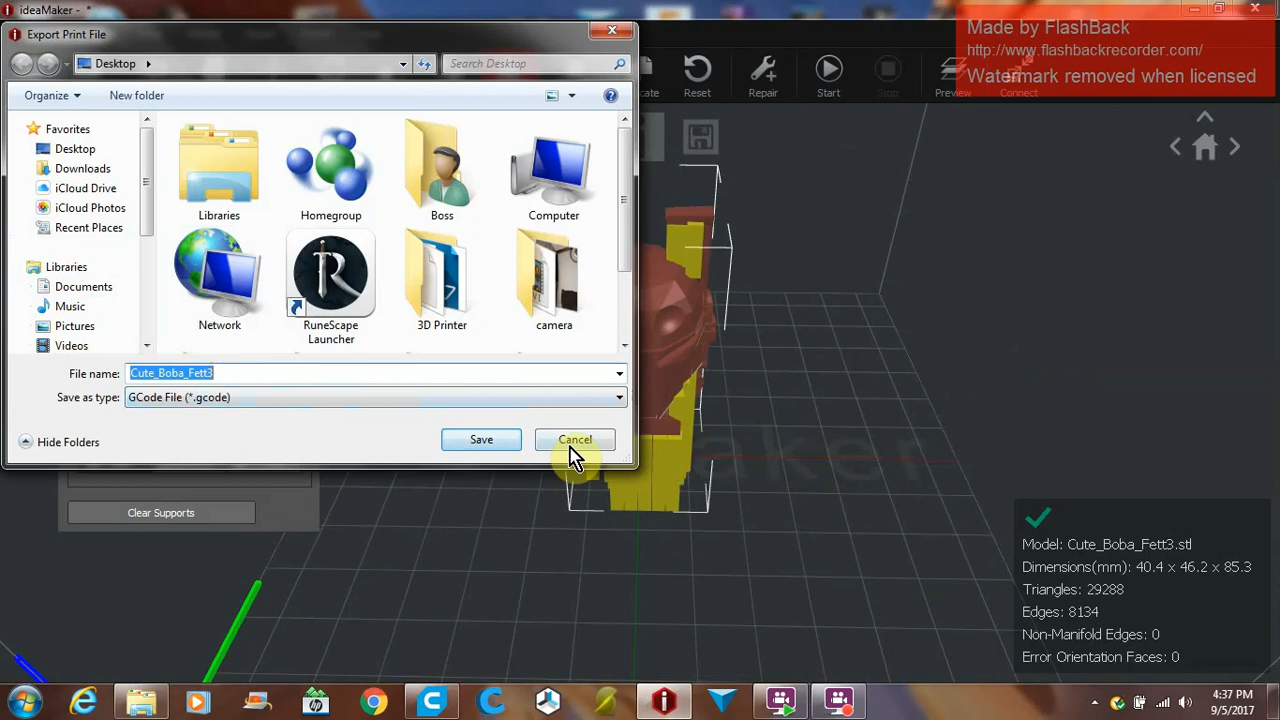 ideaMaker - *
Made by FlashBack
http://www.flashbackrecorder.com/
Watermark removed when licensed
Export Print File
Desktop
Search Desktop
Organize
New folder
Reset
Repair
Start
Preview
Connect
Favorites
Desktop
Downloads
iCloud Drive
iCloud Photos
Recent Places
Libraries
Documents
Music
Pictures
Videos
Libraries
Homegroup
Boss
Computer
Network
RuneScape Launcher
3D Printer
camera
File name: Cute_Boba_Fett3
Save as type: GCode File (*.gcode)
Hide Folders
Save
Cancel
Clear Supports
Model: Cute_Boba_Fett3.stl
Dimensions(mm): 40.4 x 46.2 x 85.3
Triangles: 29288
Edges: 8134
Non-Manifold Edges: 0
Error Orientation Faces: 0
4:37 PM
9/5/2017